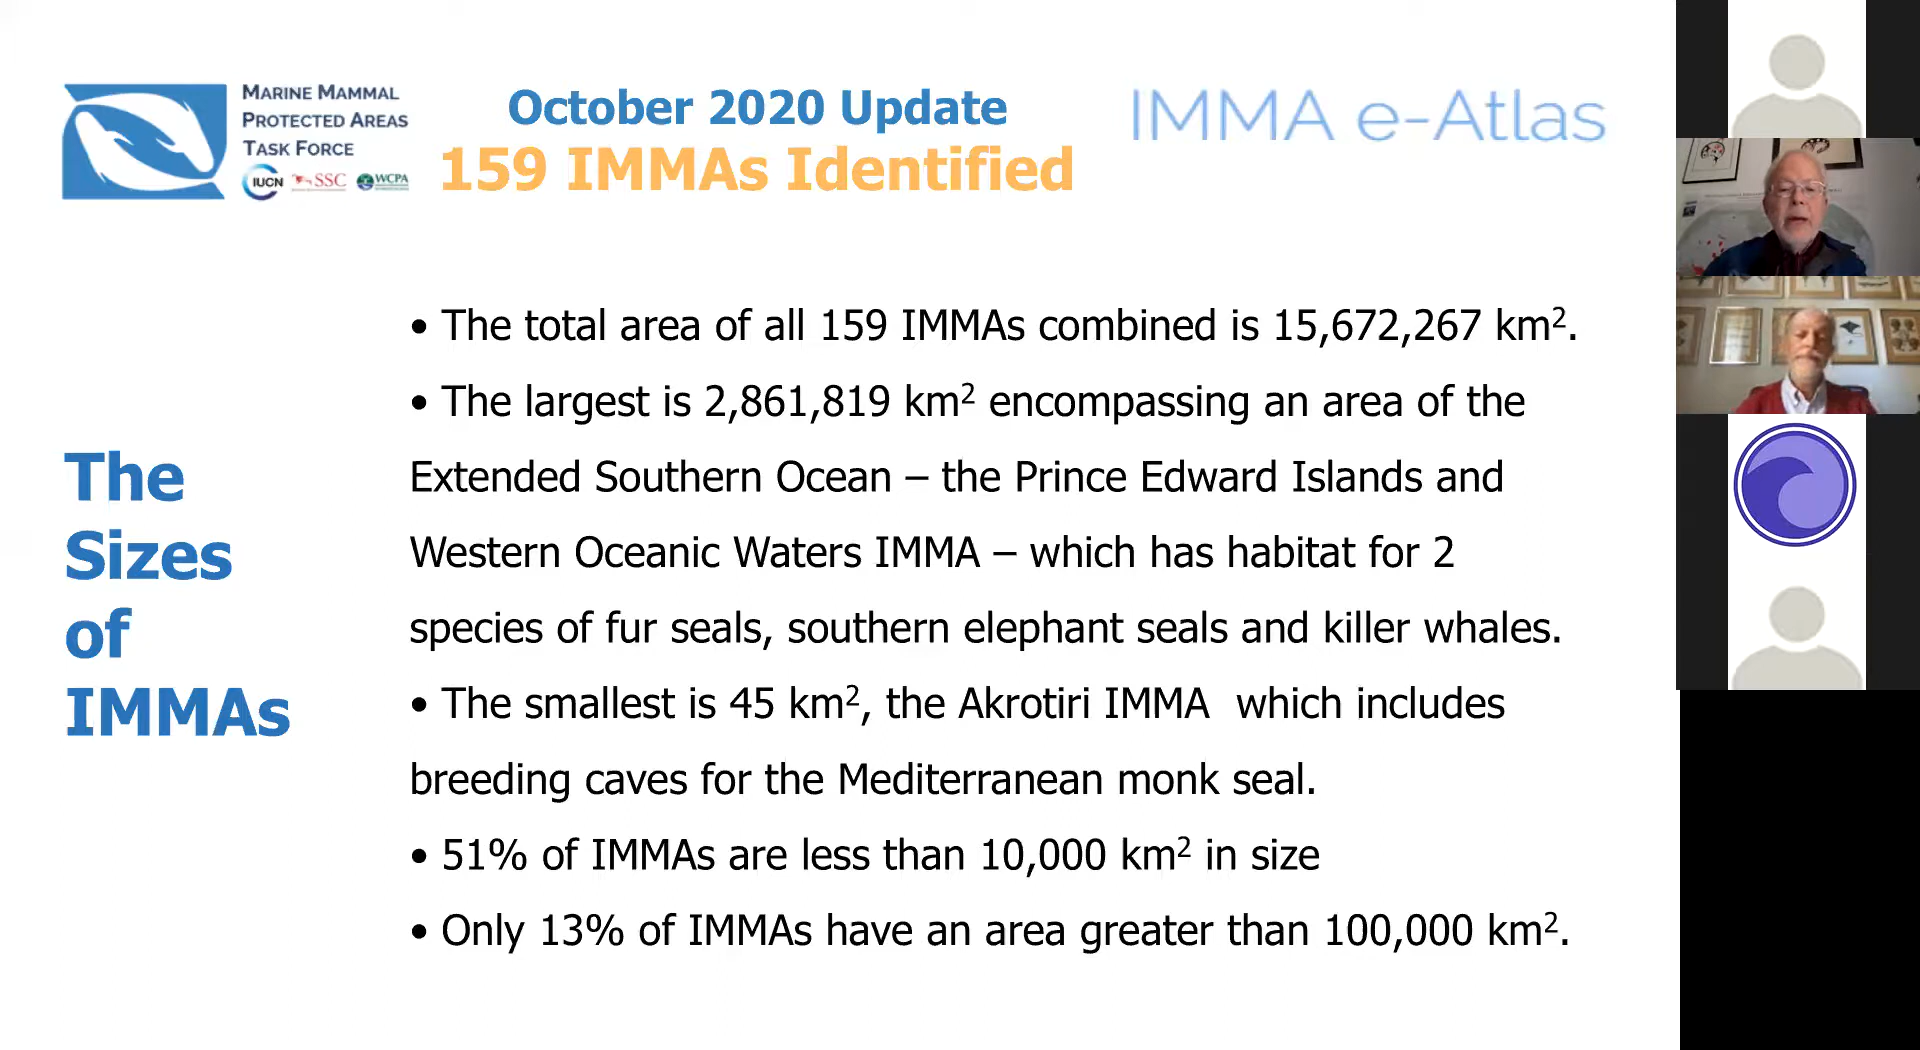 MARINE MAMMAL
PROTECTED AREAS
TASK FORCE
IUCN SSC WCPA
October 2020 Update
159 IMMAs Identified
IMMA e-Atlas
The
Sizes
of
IMMAs
• The total area of all 159 IMMAs combined is 15,672,267 km².
• The largest is 2,861,819 km² encompassing an area of the
Extended Southern Ocean – the Prince Edward Islands and
Western Oceanic Waters IMMA – which has habitat for 2
species of fur seals, southern elephant seals and killer whales.
• The smallest is 45 km², the Akrotiri IMMA  which includes
breeding caves for the Mediterranean monk seal.
• 51% of IMMAs are less than 10,000 km² in size
• Only 13% of IMMAs have an area greater than 100,000 km².